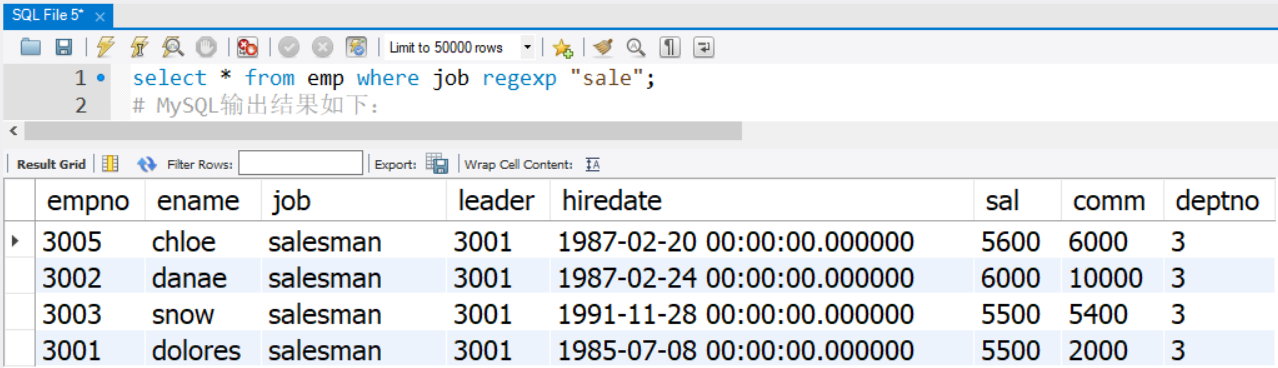 SQL File 5*
Limit to 50000 rows
1 select * from emp where job regexp "sale";
2 # MySQL输出结果如下：
Result Grid Filter Rows: Export: Wrap Cell Content:
empno ename job leader hiredate sal comm deptno
3005 chloe salesman 3001 1987-02-20 00:00:00.000000 5600 6000 3
3002 danae salesman 3001 1987-02-24 00:00:00.000000 6000 10000 3
3003 snow salesman 3001 1991-11-28 00:00:00.000000 5500 5400 3
3001 dolores salesman 3001 1985-07-08 00:00:00.000000 5500 2000 3